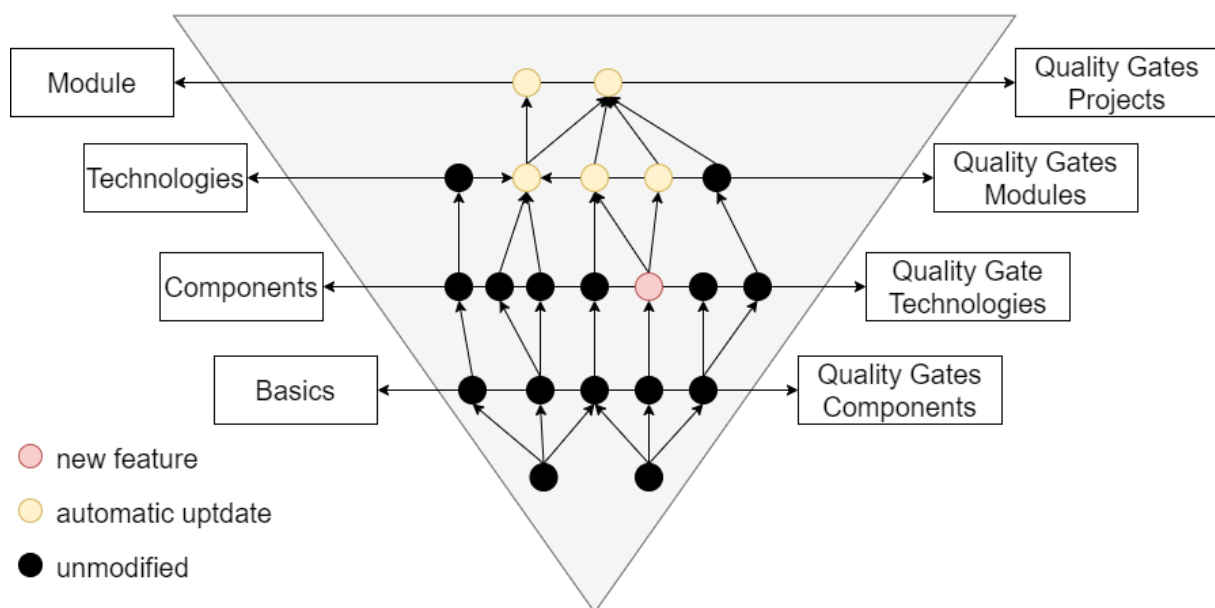 Module
Quality Gates
Projects
Technologies
Quality Gates
Modules
Components
Quality Gate
Technologies
Basics
Quality Gates
Components
new feature
automatic uptdate
unmodified